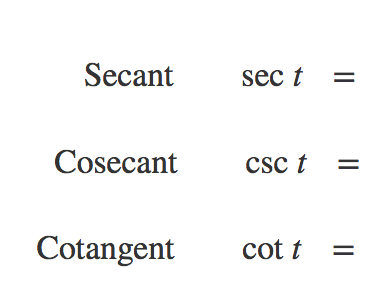 Secant sec t =
Cosecant csc t =
Cotangent cot t =